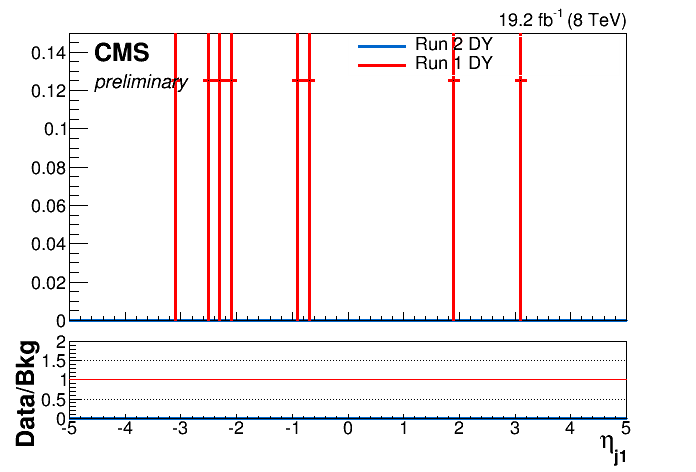 19.2 fb⁻¹ (8 TeV)
CMS
preliminary
Run 2 DY
Run 1 DY
0.14
0.12
0.1
0.08
0.06
0.04
0.02
0
Data/Bkg
2
1.5
1
0.5
0
-5 -4 -3 -2 -1 0 1 2 3 4 5
η_j1